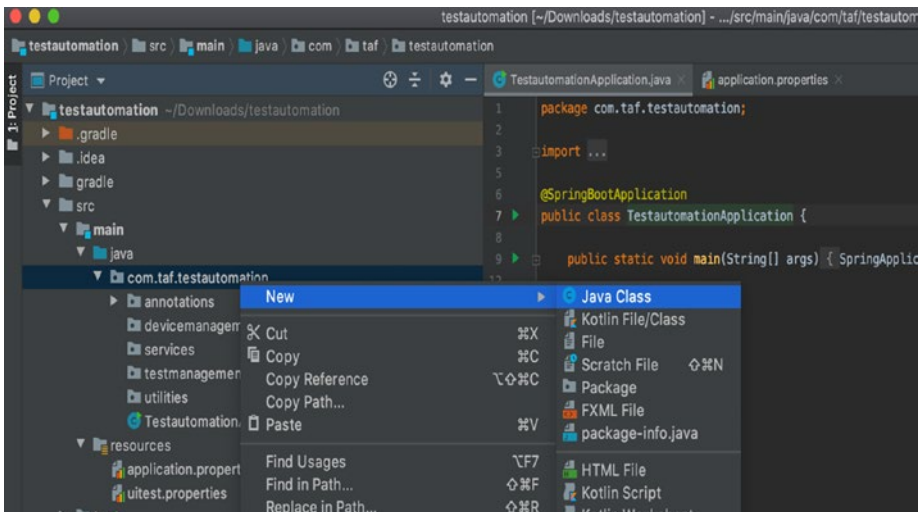 testautomation [~/Downloads/testautomation] - .../src/main/java/com/taf/testautom
testautomation src main java com taf testautomation
1: Project
Project
TestautomationApplication.java
application.properties
testautomation ~/Downloads/testautomation
.gradle
.idea
gradle
src
main
java
com.taf.testautomation
annotations
devicemanagem
services
testmanagemen
utilities
Testautomation
resources
application.propert
uitest.properties
1 package com.taf.testautomation;
2
3 import ...
5
6 @SpringBootApplication
7 public class TestautomationApplication {
8
9 public static void main(String[] args) { SpringApplic
New
Cut ⌘X
Copy ⌘C
Copy Reference ⌥⇧⌘C
Copy Path...
Paste ⌘V
Find Usages ⌥F7
Find in Path... ⇧⌘F
Replace in Path... ⇧⌘R
Java Class
Kotlin File/Class
File
Scratch File ⇧⌘N
Package
FXML File
package-info.java
HTML File
Kotlin Script
Kotlin Worksheet